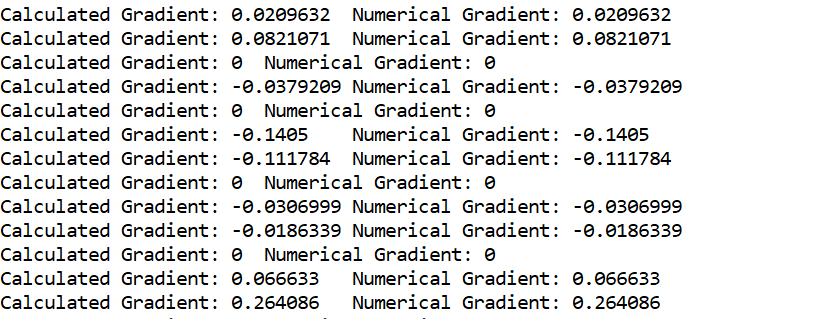 Calculated Gradient: 0.0209632  Numerical Gradient: 0.0209632
Calculated Gradient: 0.0821071  Numerical Gradient: 0.0821071
Calculated Gradient: 0  Numerical Gradient: 0
Calculated Gradient: -0.0379209 Numerical Gradient: -0.0379209
Calculated Gradient: 0  Numerical Gradient: 0
Calculated Gradient: -0.1405    Numerical Gradient: -0.1405
Calculated Gradient: -0.111784  Numerical Gradient: -0.111784
Calculated Gradient: 0  Numerical Gradient: 0
Calculated Gradient: -0.0306999 Numerical Gradient: -0.0306999
Calculated Gradient: -0.0186339 Numerical Gradient: -0.0186339
Calculated Gradient: 0  Numerical Gradient: 0
Calculated Gradient: 0.066633   Numerical Gradient: 0.066633
Calculated Gradient: 0.264086   Numerical Gradient: 0.264086